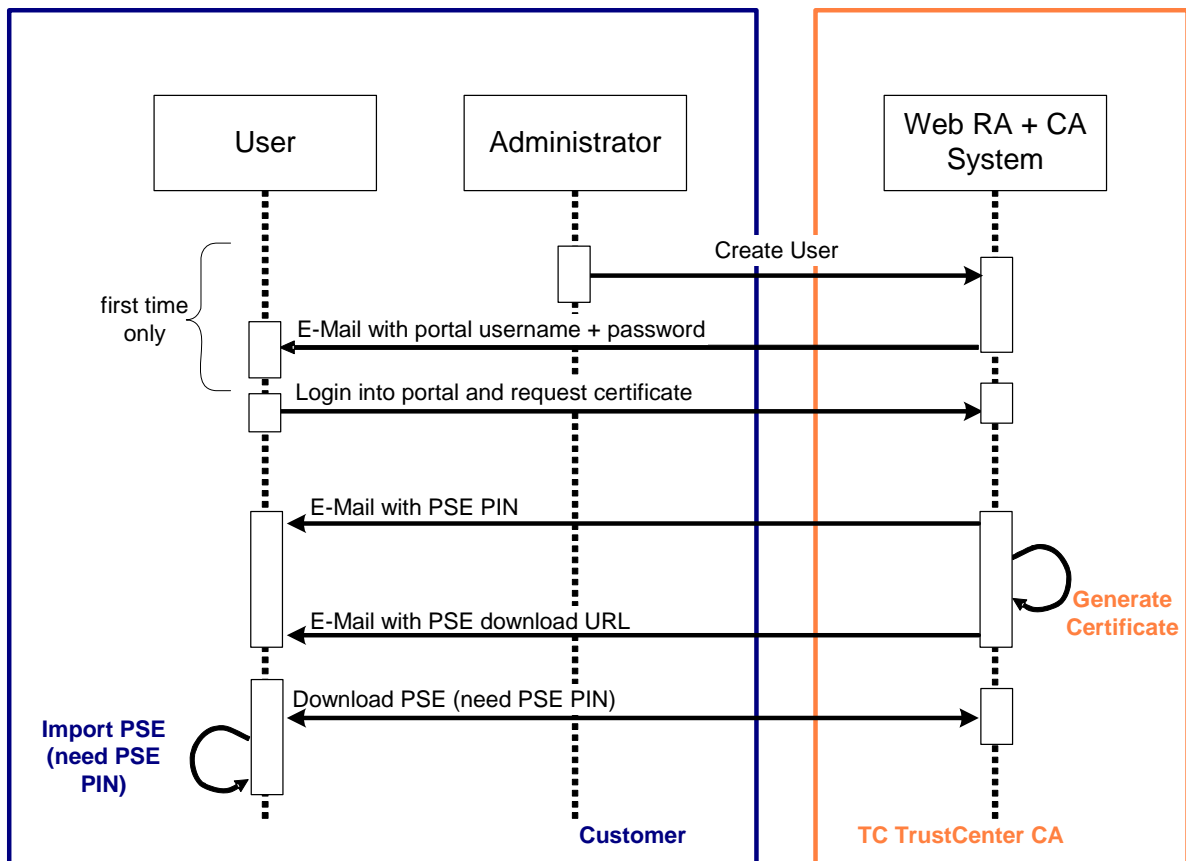 User
Administrator
Web RA + CA
System
Create User
first time
only
E-Mail with portal username + password
Login into portal and request certificate
E-Mail with PSE PIN
Generate
Certificate
E-Mail with PSE download URL
Download PSE (need PSE PIN)
Import PSE
(need PSE
PIN)
Customer
TC TrustCenter CA